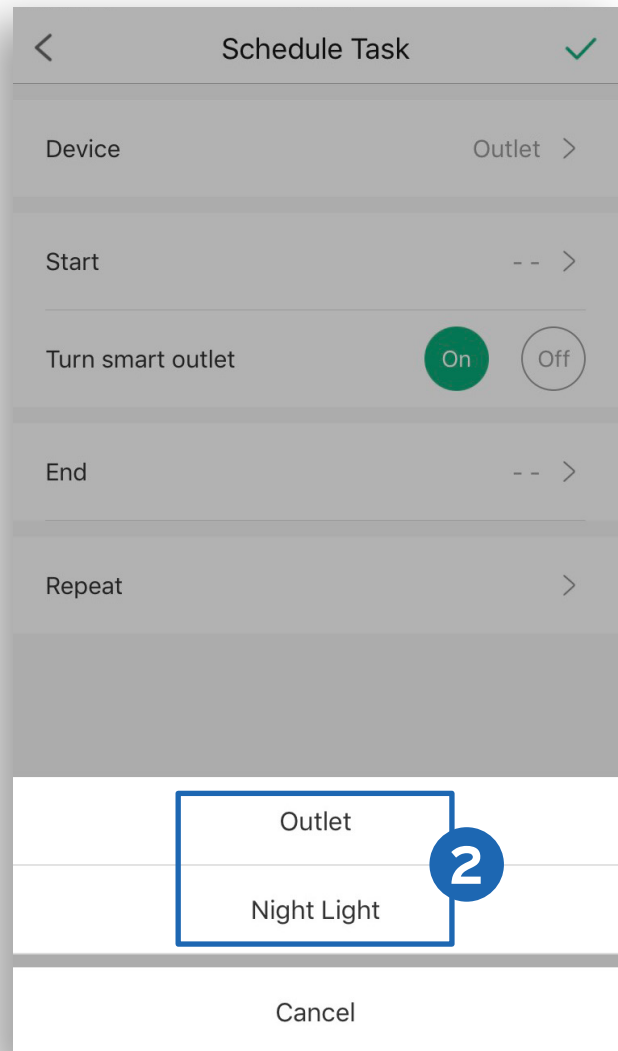 Schedule Task
Device Outlet
Start - -
Turn smart outlet On Off
End - -
Repeat
Outlet
2
Night Light
Cancel